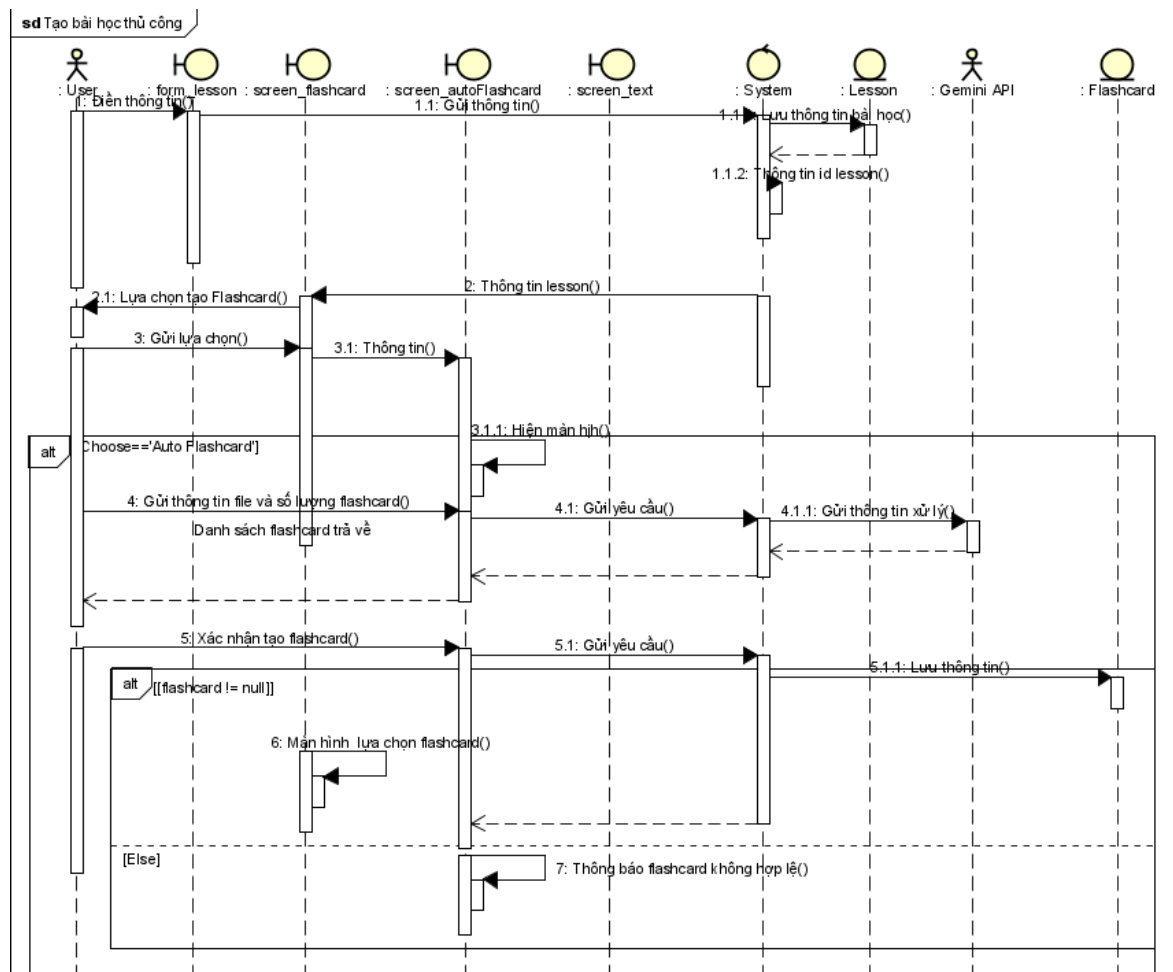 sd Tạo bài học thủ công
: User
: form_lesson
: screen_flashcard
: screen_autoFlashcard
: screen_text
: System
: Lesson
: Gemini API
: Flashcard
1: Điền thông tin()
1.1: Gửi thông tin()
1.1.1: Lưu thông tin bài học()
1.1.2: Thông tin id lesson()
2: Thông tin lesson()
2.1: Lựa chọn tạo Flashcard()
3: Gửi lựa chọn()
3.1: Thông tin()
3.1.1: Hiện màn hjh()
alt
Choose=='Auto Flashcard']
4: Gửi thông tin file và số lượng flashcard()
4.1: Gửi yêu cầu()
4.1.1: Gửi thông tin xử lý()
Danh sách flashcard trả về
5: Xác nhận tạo flashcard()
5.1: Gửi yêu cầu()
5.1.1: Lưu thông tin()
alt
[[flashcard != null]]
6: Màn hình lựa chọn flashcard()
[Else]
7: Thông báo flashcard không hợp lệ()